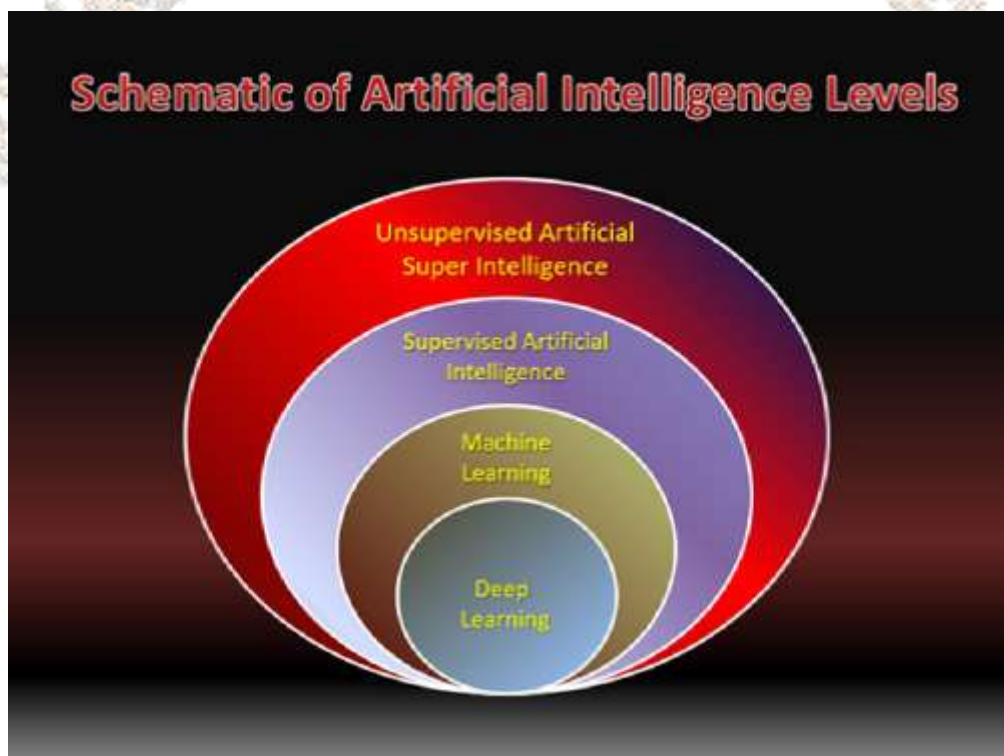 Schematic of Artificial Intelligence Levels
Unsupervised Artificial
Super Intelligence
Supervised Artificial
Intelligence
Machine
Learning
Deep
Learning